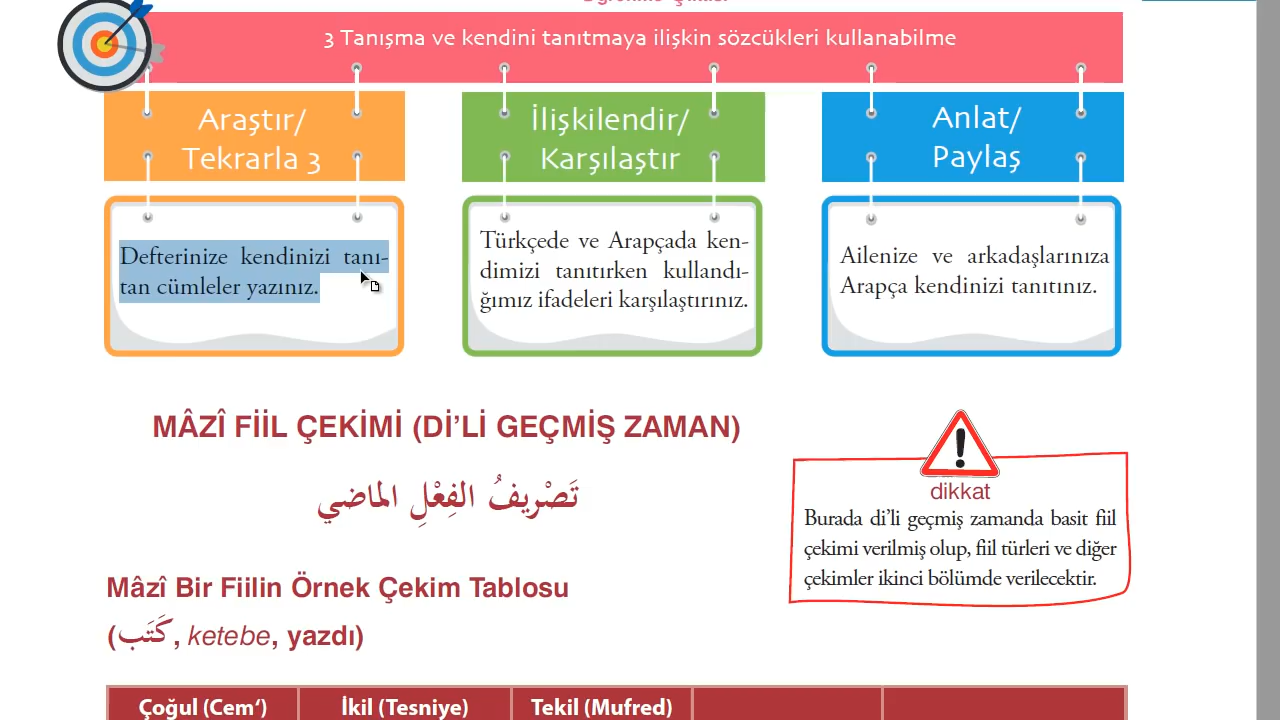 Öğrenme Çıktısı
3 Tanışma ve kendini tanıtmaya ilişkin sözcükleri kullanabilme
Araştır/
Tekrarla 3
Defterinize kendinizi tanı-
tan cümleler yazınız.
İlişkilendir/
Karşılaştır
Türkçede ve Arapçada ken-
dimizi tanıtırken kullandı-
ğımız ifadeleri karşılaştırınız.
Anlat/
Paylaş
Ailenize ve arkadaşlarınıza
Arapça kendinizi tanıtınız.
MÂZÎ FİİL ÇEKİMİ (Dİ’Lİ GEÇMİŞ ZAMAN)
تَصْرِيفُ الفِعْلِ الماضي
dikkat
Burada di’li geçmiş zamanda basit fiil
çekimi verilmiş olup, fiil türleri ve diğer
çekimler ikinci bölümde verilecektir.
Mâzî Bir Fiilin Örnek Çekim Tablosu
(كَتَب, ketebe, yazdı)
Çoğul (Cem‘) İkil (Tesniye) Tekil (Mufred)